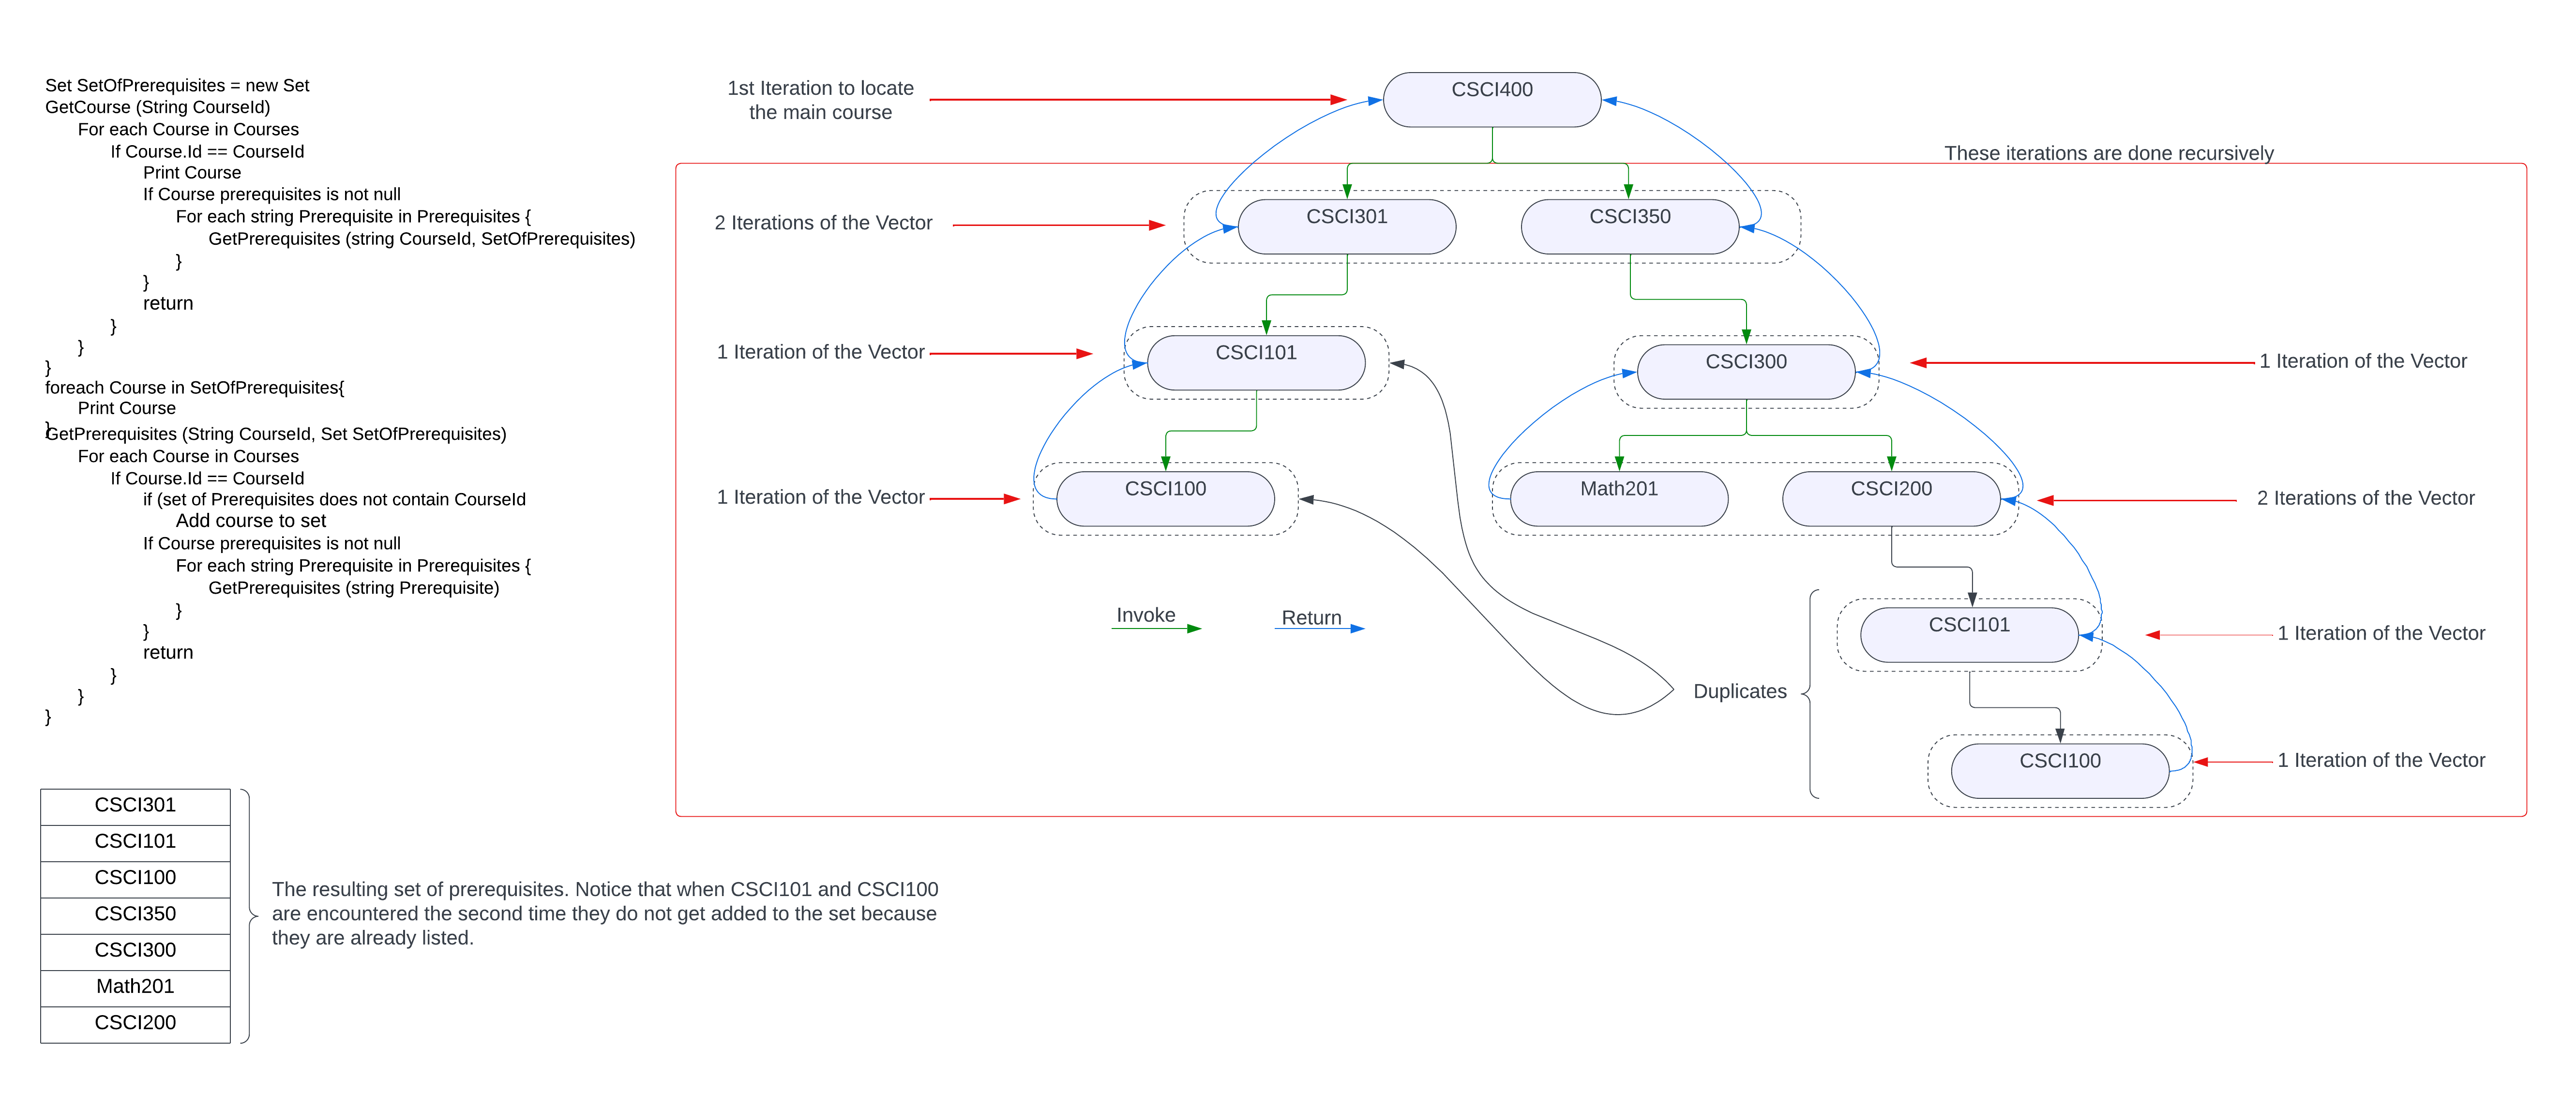 Set SetOfPrerequisites = new Set
GetCourse (String CourseId)
For each Course in Courses
If Course.Id == CourseId
Print Course
If Course prerequisites is not null
For each string Prerequisite in Prerequisites {
GetPrerequisites (string CourseId, SetOfPrerequisites)
}
}
return
}
}
}
foreach Course in SetOfPrerequisites{
Print Course
}
GetPrerequisites (String CourseId, Set SetOfPrerequisites)
For each Course in Courses
If Course.Id == CourseId
if (set of Prerequisites does not contain CourseId
Add course to set
If Course prerequisites is not null
For each string Prerequisite in Prerequisites {
GetPrerequisites (string Prerequisite)
}
}
return
}
}
}
1st Iteration to locate
the main course
CSCI400
These iterations are done recursively
2 Iterations of the Vector
CSCI301
CSCI350
1 Iteration of the Vector
CSCI101
CSCI300
1 Iteration of the Vector
1 Iteration of the Vector
CSCI100
Math201
CSCI200
2 Iterations of the Vector
Invoke
Return
CSCI101
1 Iteration of the Vector
Duplicates
CSCI100
1 Iteration of the Vector
CSCI301
CSCI101
CSCI100
CSCI350
CSCI300
Math201
CSCI200
The resulting set of prerequisites. Notice that when CSCI101 and CSCI100
are encountered the second time they do not get added to the set because
they are already listed.